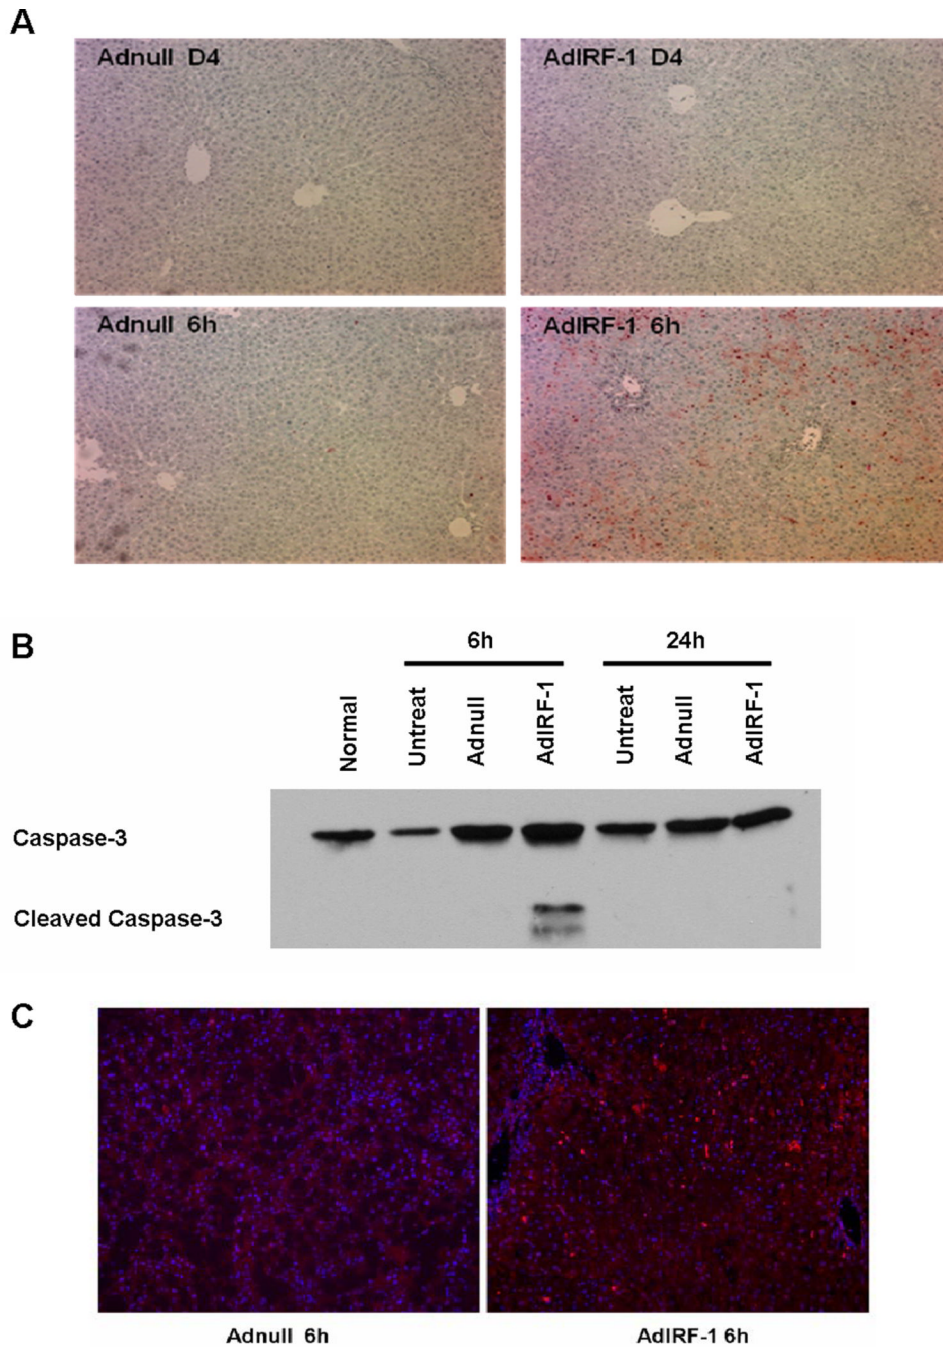 A
Adnull D4
AdIRF-1 D4
Adnull 6h
AdIRF-1 6h
B
6h
24h
Normal
Untreat
Adnull
AdIRF-1
Untreat
Adnull
AdIRF-1
Caspase-3
Cleaved Caspase-3
C
Adnull 6h
AdIRF-1 6h